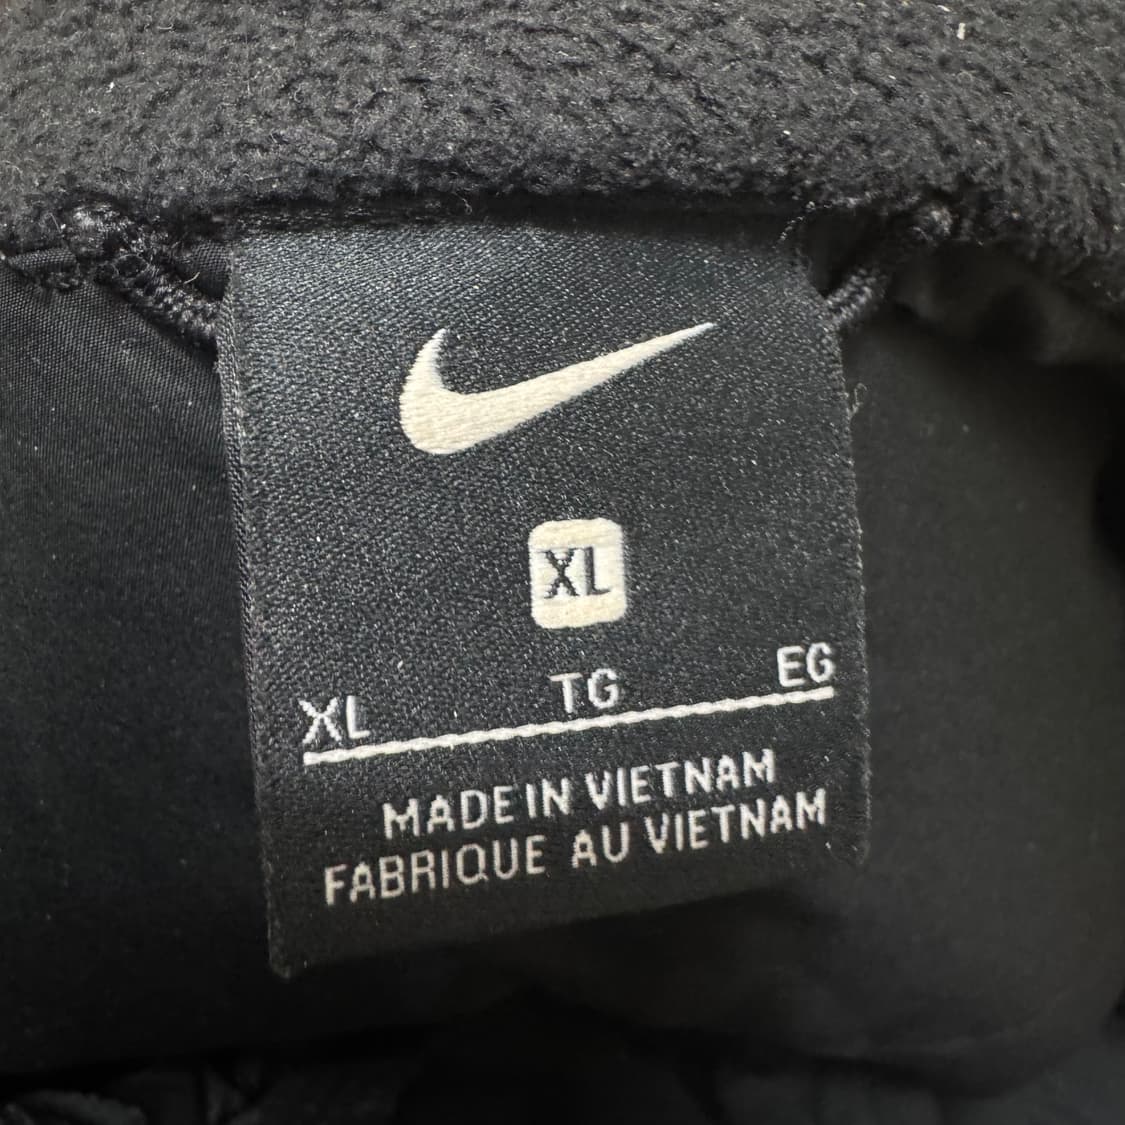 XL
XL TG EG
MADE IN VIETNAM
FABRIQUE AU VIETNAM